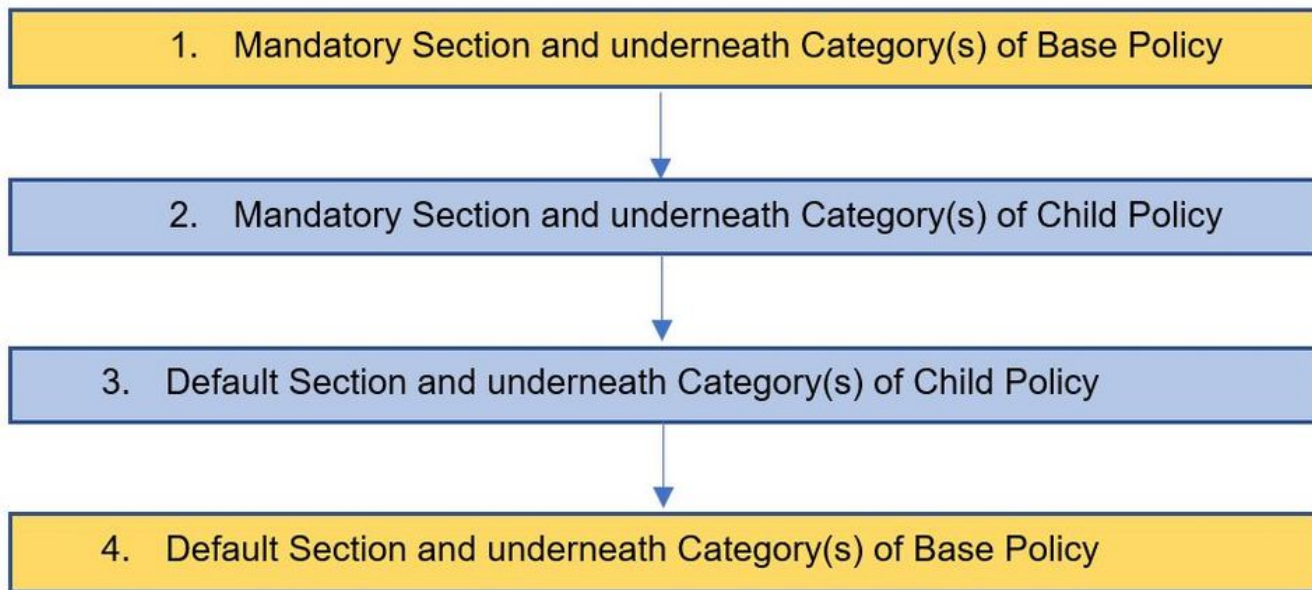 1. Mandatory Section and underneath Category(s) of Base Policy
2. Mandatory Section and underneath Category(s) of Child Policy
3. Default Section and underneath Category(s) of Child Policy
4. Default Section and underneath Category(s) of Base Policy